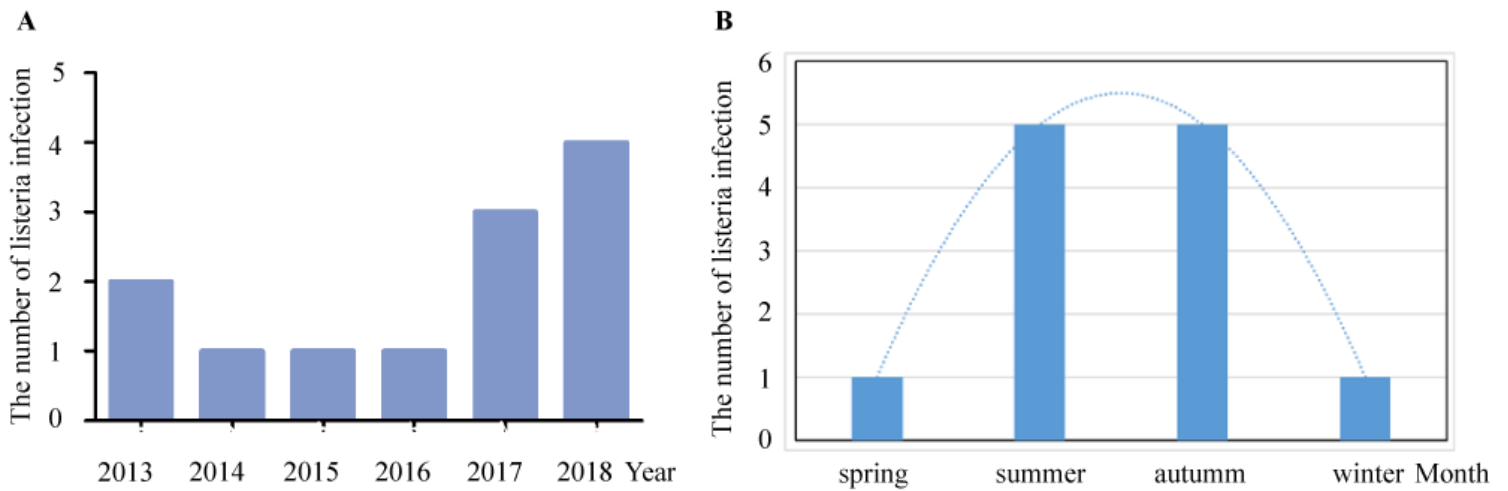 A
The number of listeria infection
5
4
3
2
1
0
2013 2014 2015 2016 2017 2018 Year
B
The number of listeria infection
6
5
4
3
2
1
0
spring summer autumm winter Month